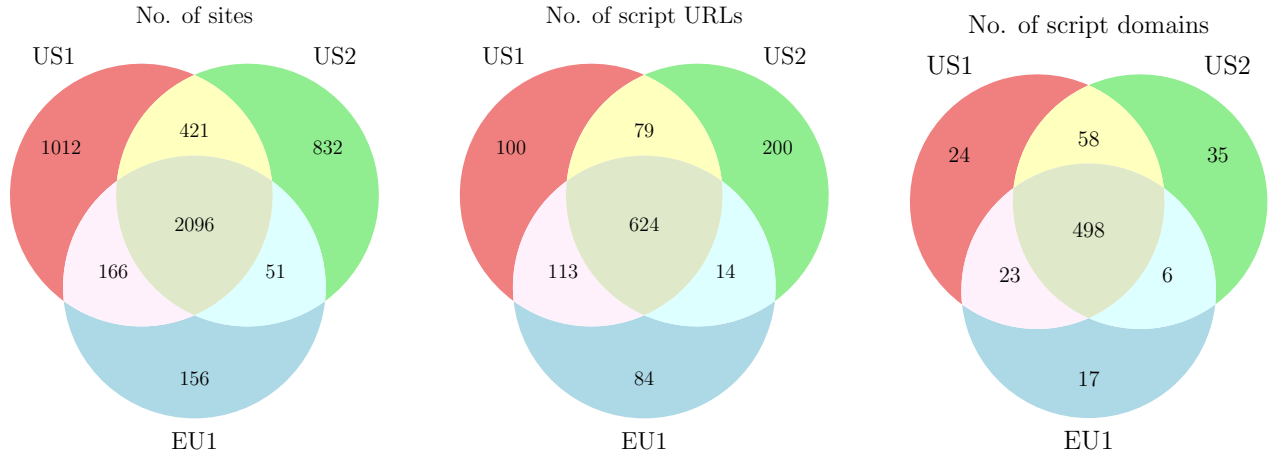 No. of sites
US1
US2
421
1012
832
2096
166
51
156
EU1
No. of script URLs
US1
US2
79
100
200
624
113
14
84
EU1
No. of script domains
US1
US2
58
24
35
498
23
6
17
EU1